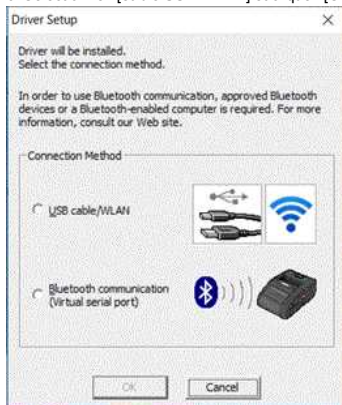 Driver Setup
Driver will be installed.
Select the connection method.
In order to use Bluetooth communication, approved Bluetooth
devices or a Bluetooth-enabled computer is required. For more
information, consult our Web site.
Connection Method
USB cable/WLAN
Bluetooth communication
(Virtual serial port)
OK
Cancel